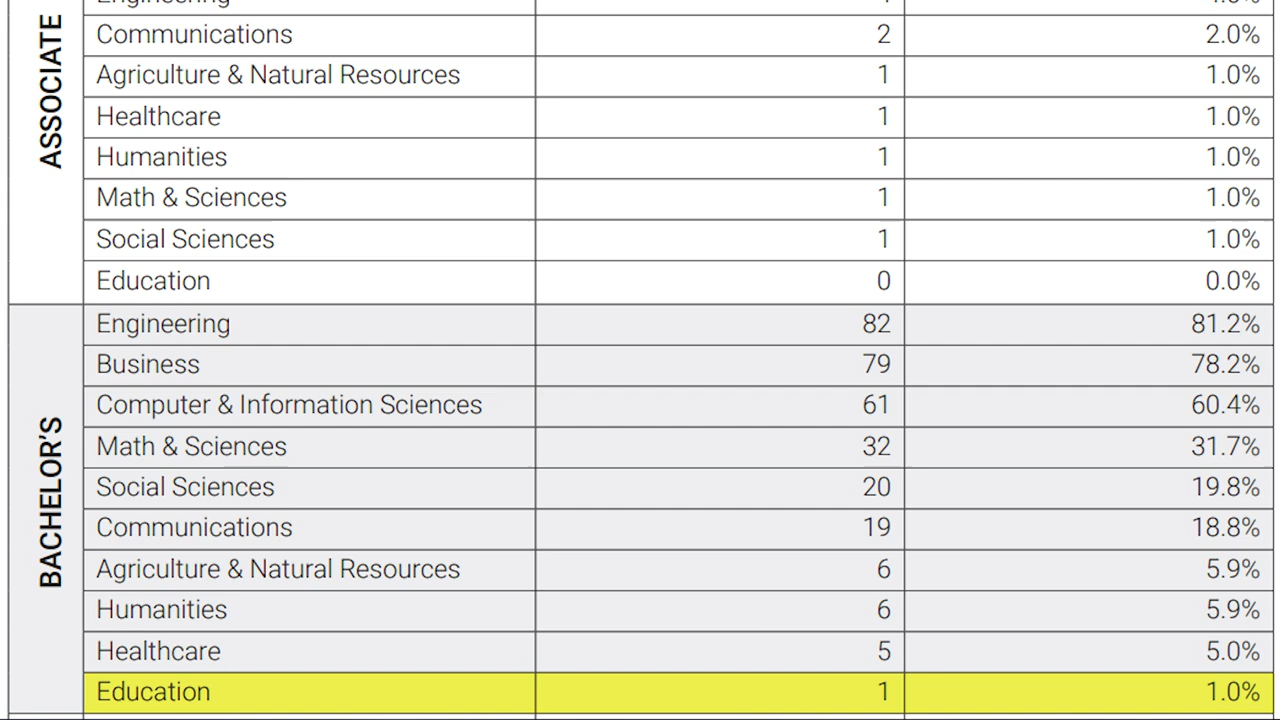 ASSOCIATE
Communications 2 2.0%
Agriculture & Natural Resources 1 1.0%
Healthcare 1 1.0%
Humanities 1 1.0%
Math & Sciences 1 1.0%
Social Sciences 1 1.0%
Education 0 0.0%
BACHELOR'S
Engineering 82 81.2%
Business 79 78.2%
Computer & Information Sciences 61 60.4%
Math & Sciences 32 31.7%
Social Sciences 20 19.8%
Communications 19 18.8%
Agriculture & Natural Resources 6 5.9%
Humanities 6 5.9%
Healthcare 5 5.0%
Education 1 1.0%